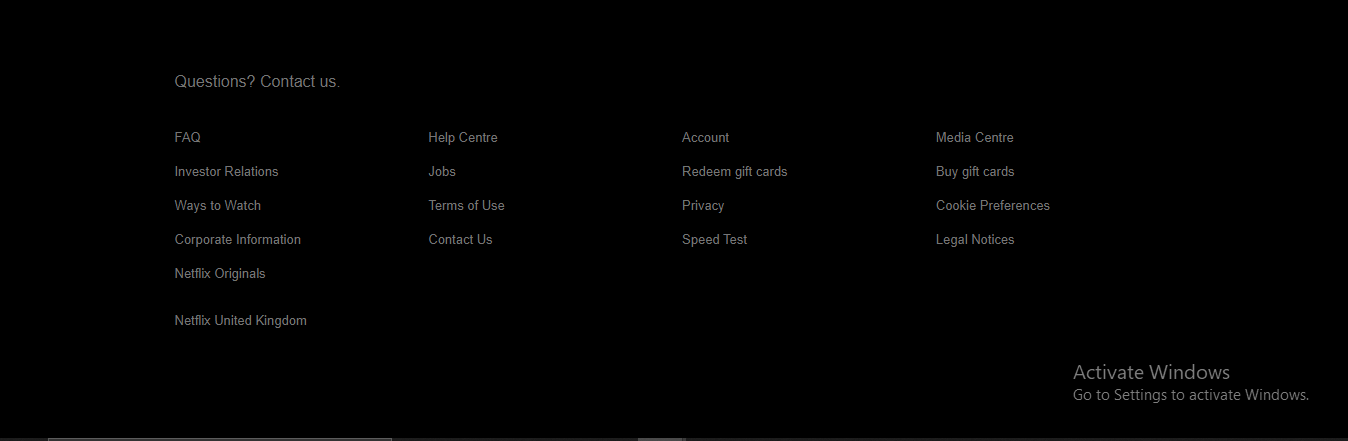 Questions? Contact us.
FAQ
Help Centre
Account
Media Centre
Investor Relations
Jobs
Redeem gift cards
Buy gift cards
Ways to Watch
Terms of Use
Privacy
Cookie Preferences
Corporate Information
Contact Us
Speed Test
Legal Notices
Netflix Originals
Netflix United Kingdom
Activate Windows
Go to Settings to activate Windows.